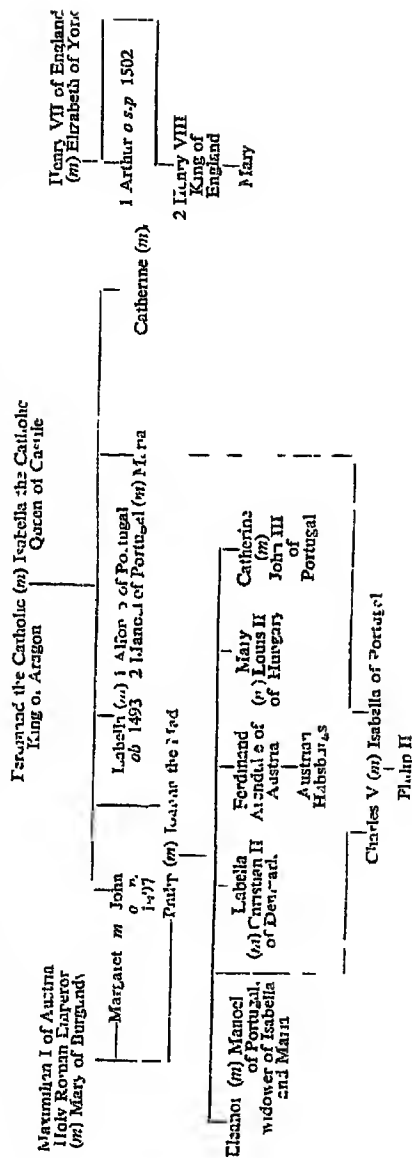 Maximilian I of Austria
Holy Roman Emperor
(m) Mary of Burgundy
Ferdinand the Catholic (m) Isabella the Catholic
King of Aragon Queen of Castile
Henry VII of England
(m) Elizabeth of York
Margaret m John
1497
Isabella (m) 1 Alfonso of Portugal
ob 1493 2 Manoel of Portugal (m) Maria
Catherine (m)
1 Arthur o s.p 1502
2 Henry VIII
King of
England
Mary
Philip (m) Joanna the Mad
Eleanor (m) Manoel
of Portugal,
widower of Isabella
and Maria
Isabella
(m) Christian II
of Denmark
Ferdinand
Archduke of
Austria
Austrian
Habsburgs
Mary
(m) Louis II
of Hungary
Catherine
(m)
John III
of
Portugal
Charles V (m) Isabella of Portugal
Philip II